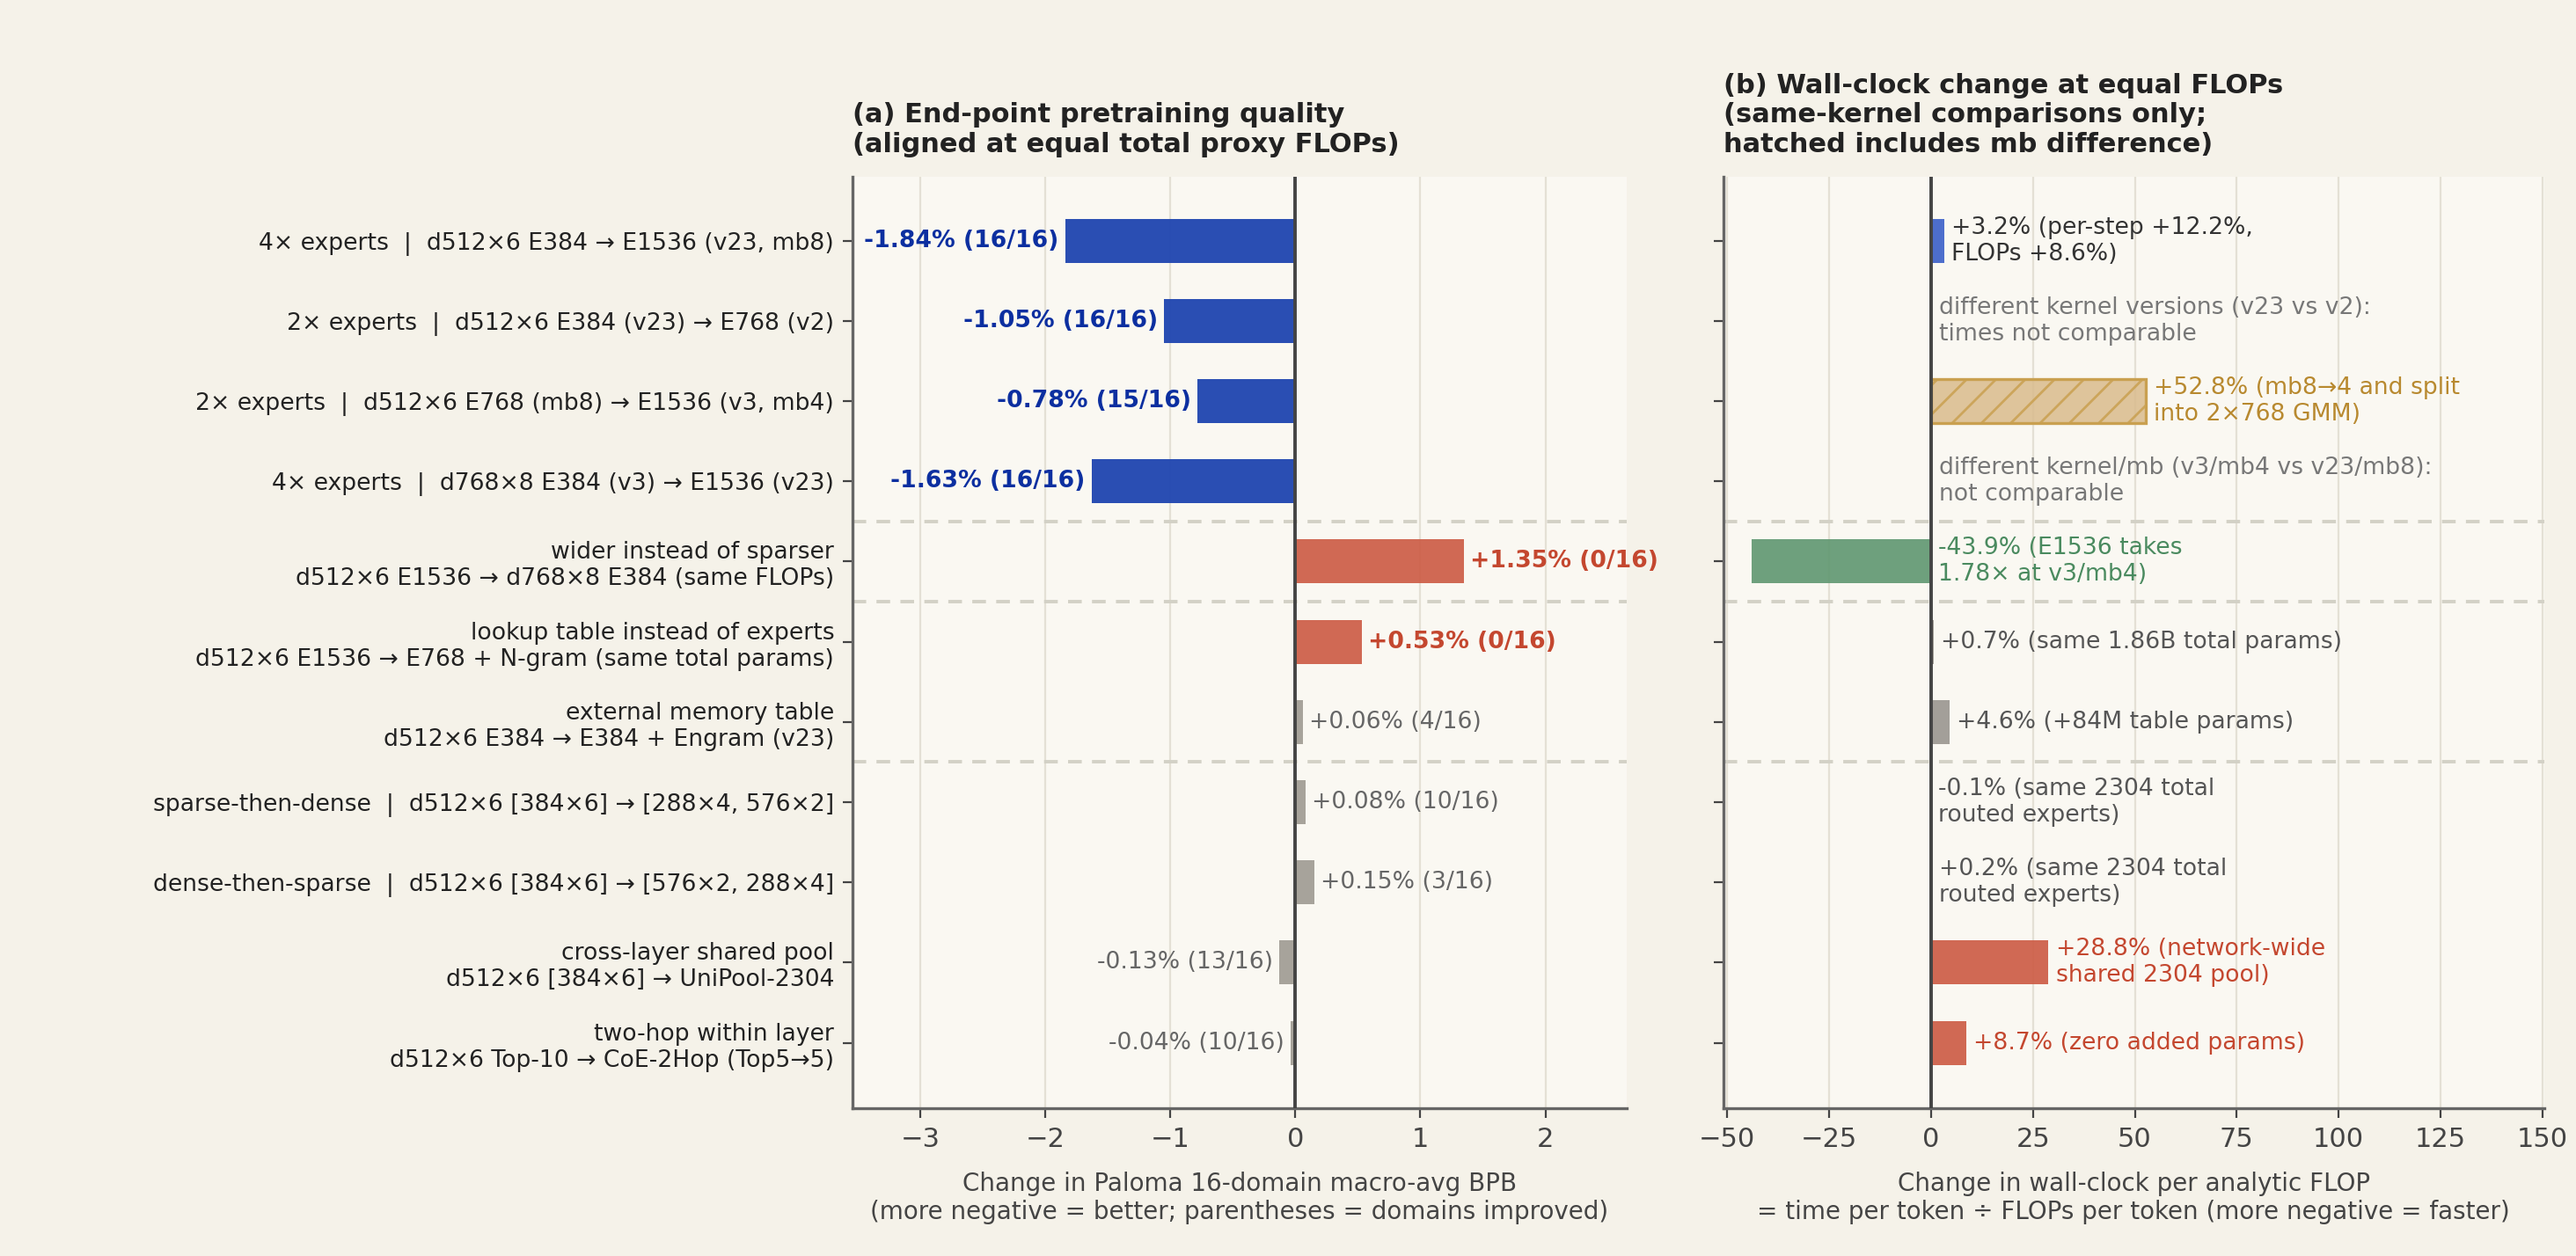 (a) End-point pretraining quality
(aligned at equal total proxy FLOPs)
(b) Wall-clock change at equal FLOPs
(same-kernel comparisons only;
hatched includes mb difference)
4× experts | d512×6 E384 → E1536 (v23, mb8)
-1.84% (16/16)
+3.2% (per-step +12.2%,
FLOPs +8.6%)
2× experts | d512×6 E384 (v23) → E768 (v2)
-1.05% (16/16)
different kernel versions (v23 vs v2):
times not comparable
2× experts | d512×6 E768 (mb8) → E1536 (v3, mb4)
-0.78% (15/16)
+52.8% (mb8→4 and split
into 2×768 GMM)
4× experts | d768×8 E384 (v3) → E1536 (v23)
-1.63% (16/16)
different kernel/mb (v3/mb4 vs v23/mb8):
not comparable
wider instead of sparser
d512×6 E1536 → d768×8 E384 (same FLOPs)
+1.35% (0/16)
-43.9% (E1536 takes
1.78× at v3/mb4)
lookup table instead of experts
d512×6 E1536 → E768 + N-gram (same total params)
+0.53% (0/16)
+0.7% (same 1.86B total params)
external memory table
d512×6 E384 → E384 + Engram (v23)
+0.06% (4/16)
+4.6% (+84M table params)
sparse-then-dense | d512×6 [384×6] → [288×4, 576×2]
+0.08% (10/16)
-0.1% (same 2304 total
routed experts)
dense-then-sparse | d512×6 [384×6] → [576×2, 288×4]
+0.15% (3/16)
+0.2% (same 2304 total
routed experts)
cross-layer shared pool
d512×6 [384×6] → UniPool-2304
-0.13% (13/16)
+28.8% (network-wide
shared 2304 pool)
two-hop within layer
d512×6 Top-10 → CoE-2Hop (Top5→5)
-0.04% (10/16)
+8.7% (zero added params)
−3 −2 −1 0 1 2
−50 −25 0 25 50 75 100 125 150
Change in Paloma 16-domain macro-avg BPB
(more negative = better; parentheses = domains improved)
Change in wall-clock per analytic FLOP
= time per token ÷ FLOPs per token (more negative = faster)